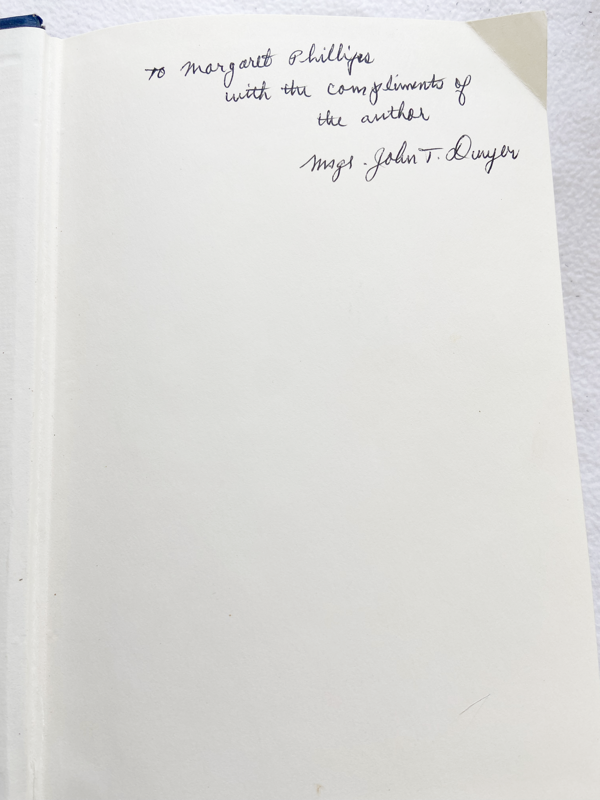 To Margaret Phillips
with the compliments of
the author
Msgr. John T. Dwyer